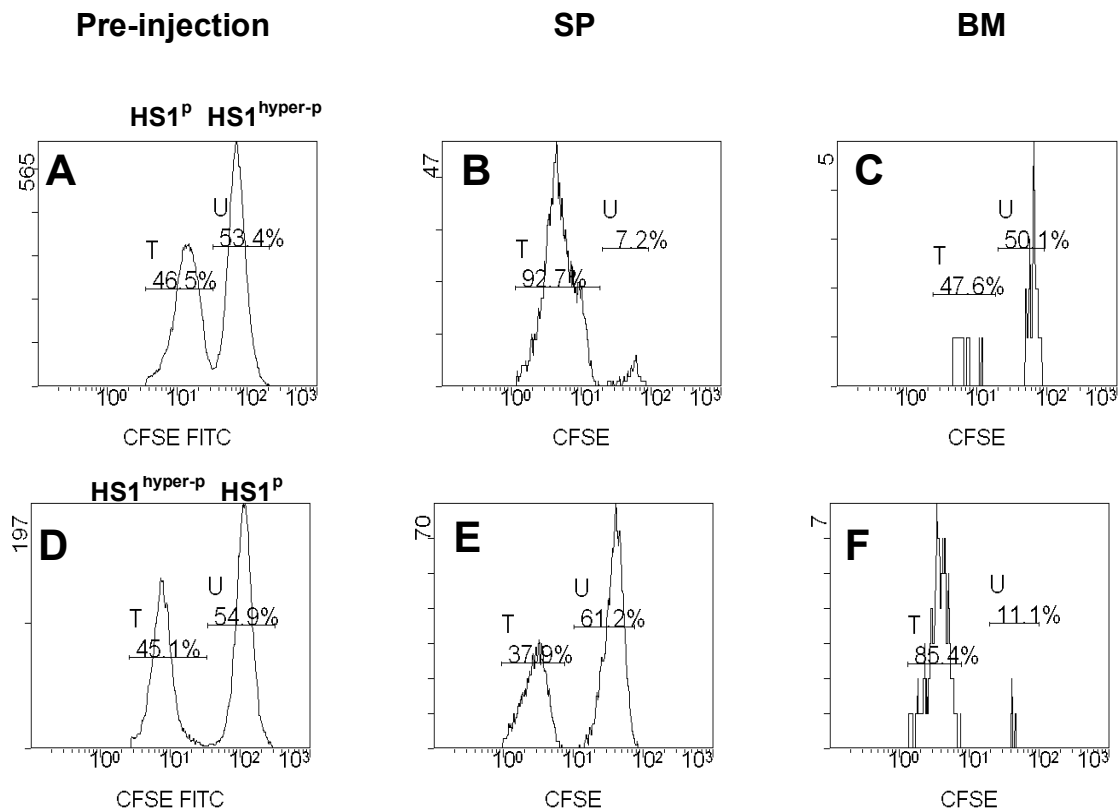 Pre-injection SP BM
HS1p HS1hyper-p
A
565
T
46.5%
U
53.4%
100 101 102 103
CFSE FITC
B
47
T
92.7%
U
7.2%
100 101 102 103
CFSE
C
5
T
47.6%
U
50.1%
100 101 102 103
CFSE
HS1hyper-p HS1p
D
197
T
45.1%
U
54.9%
100 101 102 103
CFSE FITC
E
70
T
37.9%
U
61.2%
100 101 102 103
CFSE
F
7
T
85.4%
U
11.1%
100 101 102 103
CFSE